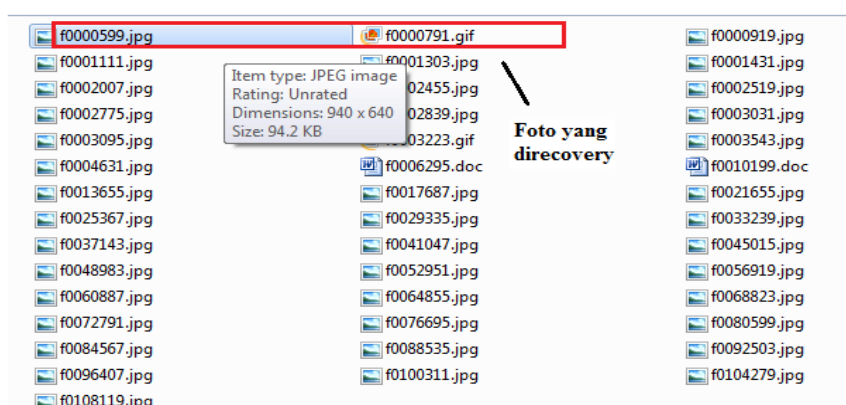 f0000599.jpg f0000791.gif f0000919.jpg
f0001111.jpg f0001303.jpg f0001431.jpg
f0002007.jpg 02455.jpg f0002519.jpg
f0002775.jpg 02839.jpg f0003031.jpg
f0003095.jpg 03223.gif f0003543.jpg
f0004631.jpg f0006295.doc f0010199.doc
f0013655.jpg f0017687.jpg f0021655.jpg
f0025367.jpg f0029335.jpg f0033239.jpg
f0037143.jpg f0041047.jpg f0045015.jpg
f0048983.jpg f0052951.jpg f0056919.jpg
f0060887.jpg f0064855.jpg f0068823.jpg
f0072791.jpg f0076695.jpg f0080599.jpg
f0084567.jpg f0088535.jpg f0092503.jpg
f0096407.jpg f0100311.jpg f0104279.jpg
f0108119.jpg
Item type: JPEG image
Rating: Unrated
Dimensions: 940 x 640
Size: 94.2 KB
Foto yang
direcovery